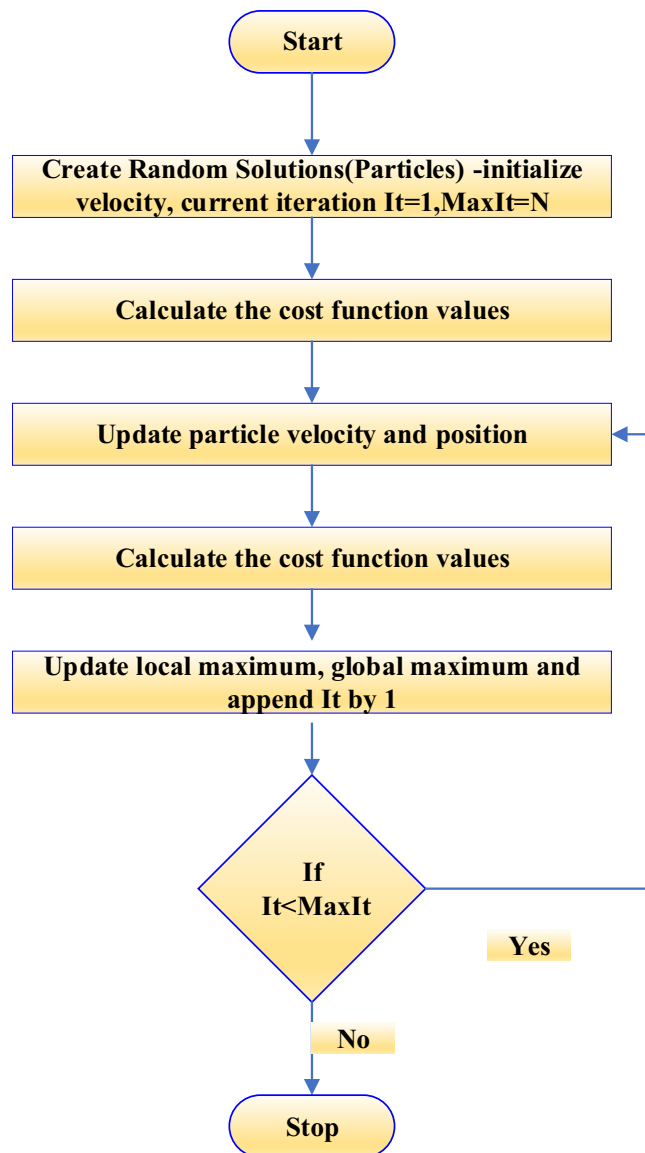 Start
Create Random Solutions(Particles) -initialize
velocity, current iteration It=1,MaxIt=N
Calculate the cost function values
Update particle velocity and position
Calculate the cost function values
Update local maximum, global maximum and
append It by 1
If
It<MaxIt
Yes
No
Stop